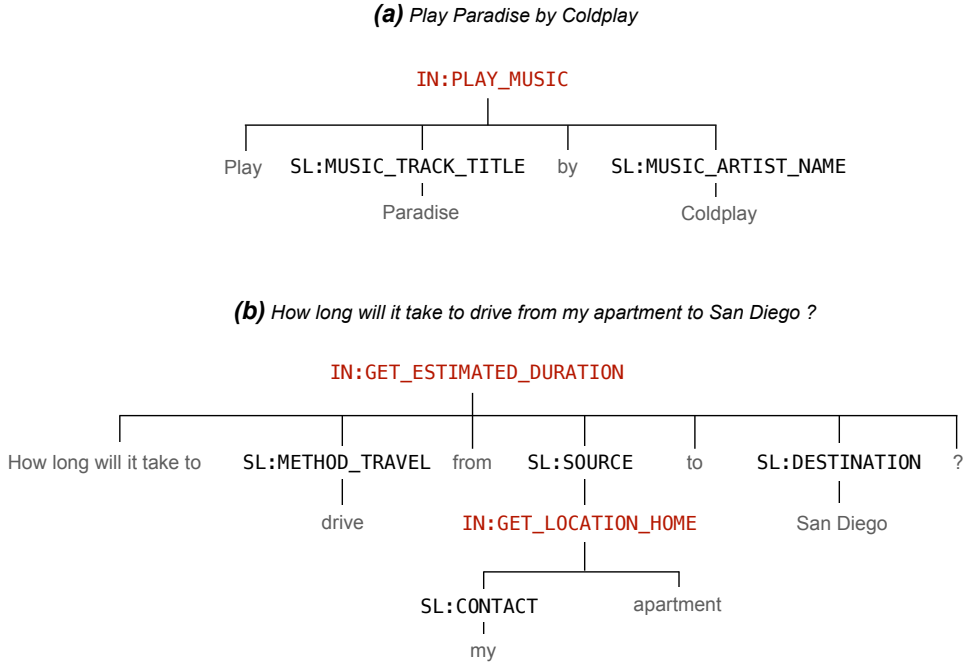 (a) Play Paradise by Coldplay
IN:PLAY_MUSIC
Play SL:MUSIC_TRACK_TITLE by SL:MUSIC_ARTIST_NAME
Paradise Coldplay
(b) How long will it take to drive from my apartment to San Diego ?
IN:GET_ESTIMATED_DURATION
How long will it take to SL:METHOD_TRAVEL from SL:SOURCE to SL:DESTINATION ?
drive IN:GET_LOCATION_HOME San Diego
SL:CONTACT apartment
my